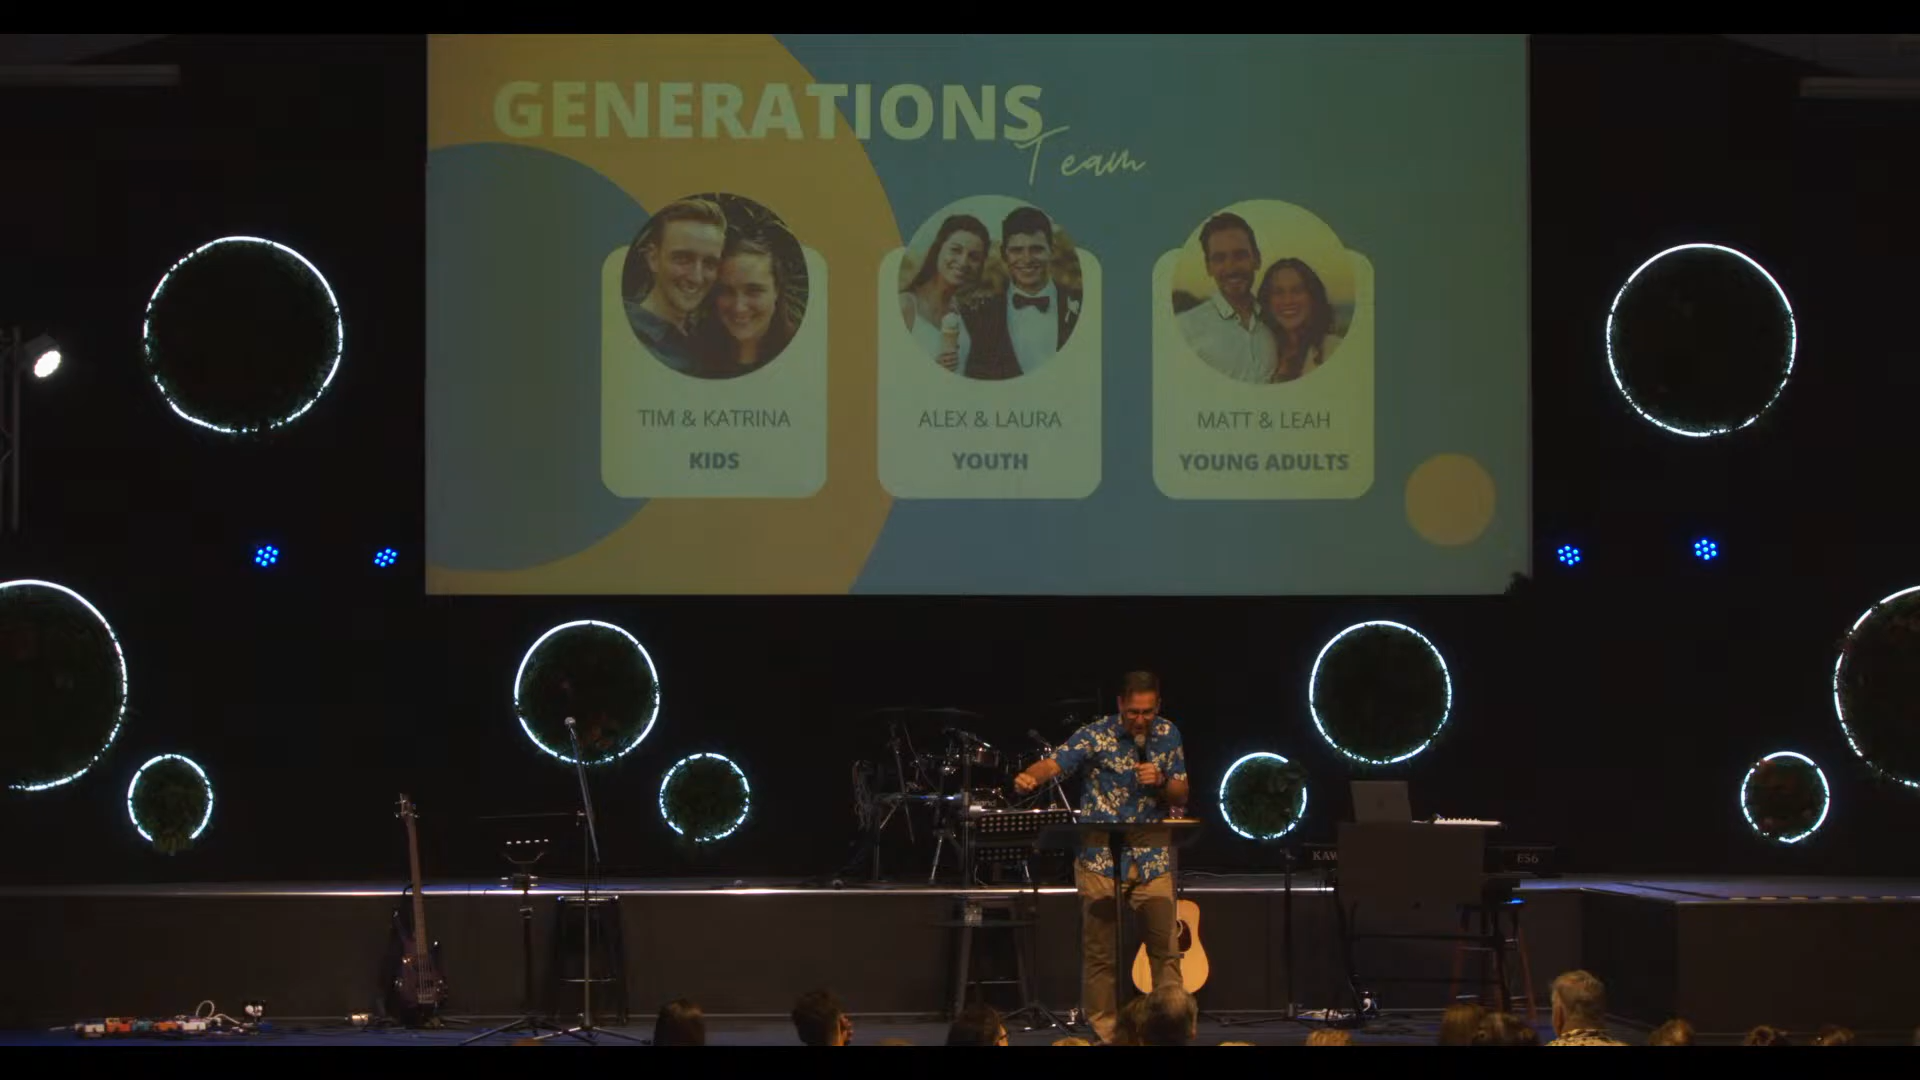 GENERATIONS
Team
TIM & KATRINA
KIDS
ALEX & LAURA
YOUTH
MATT & LEAH
YOUNG ADULTS
ES6